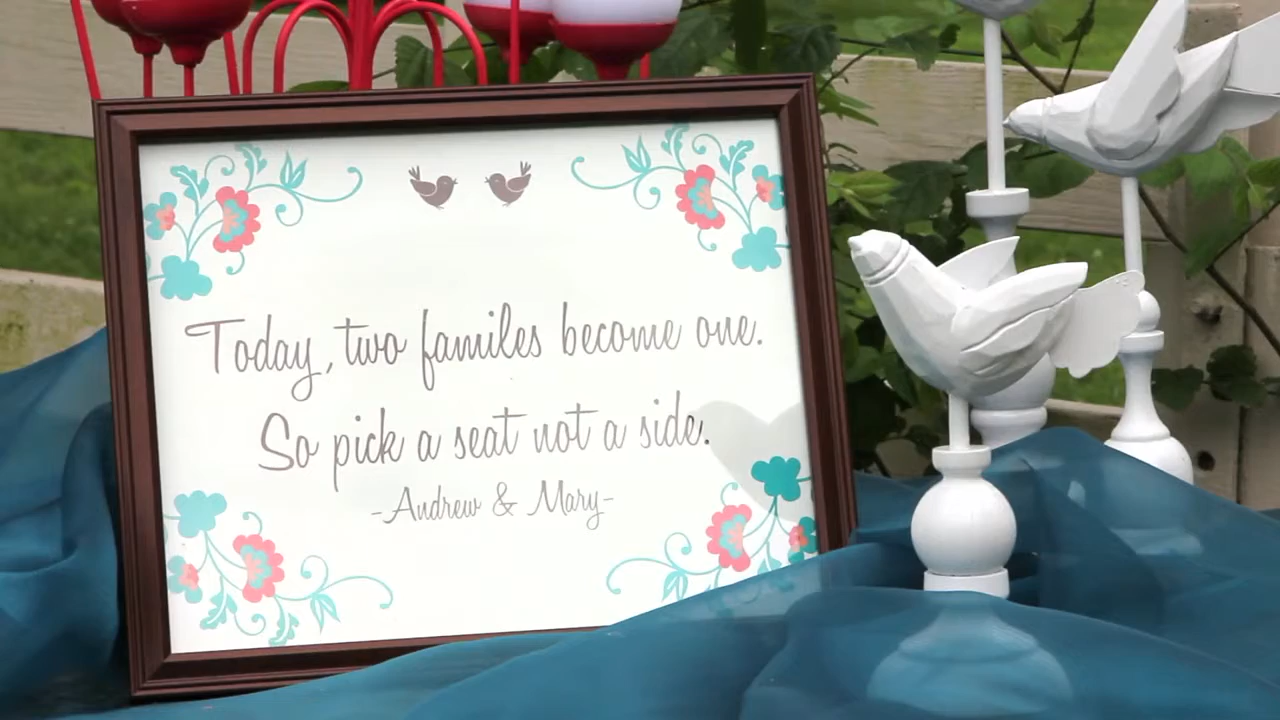 Today, two familes become one.
So pick a seat not a side.
-Andrew & Mary-